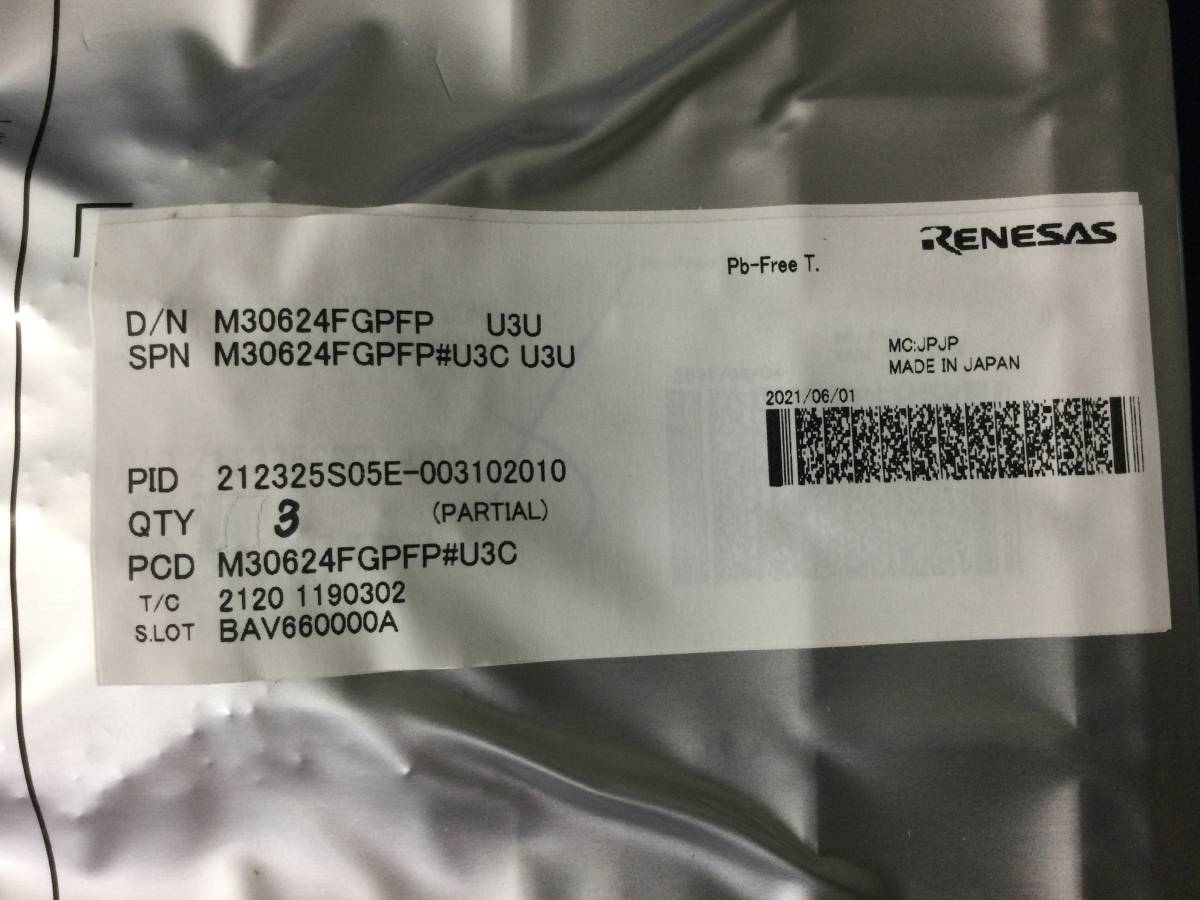 RENESAS
Pb-Free T.
D/N M30624FGPFP U3U
SPN M30624FGPFP#U3C U3U
MC:JPJP
MADE IN JAPAN
2021/06/01
PID 212325S05E-003102010
QTY 3 (PARTIAL)
PCD M30624FGPFP#U3C
T/C 2120 1190302
S.LOT BAV660000A